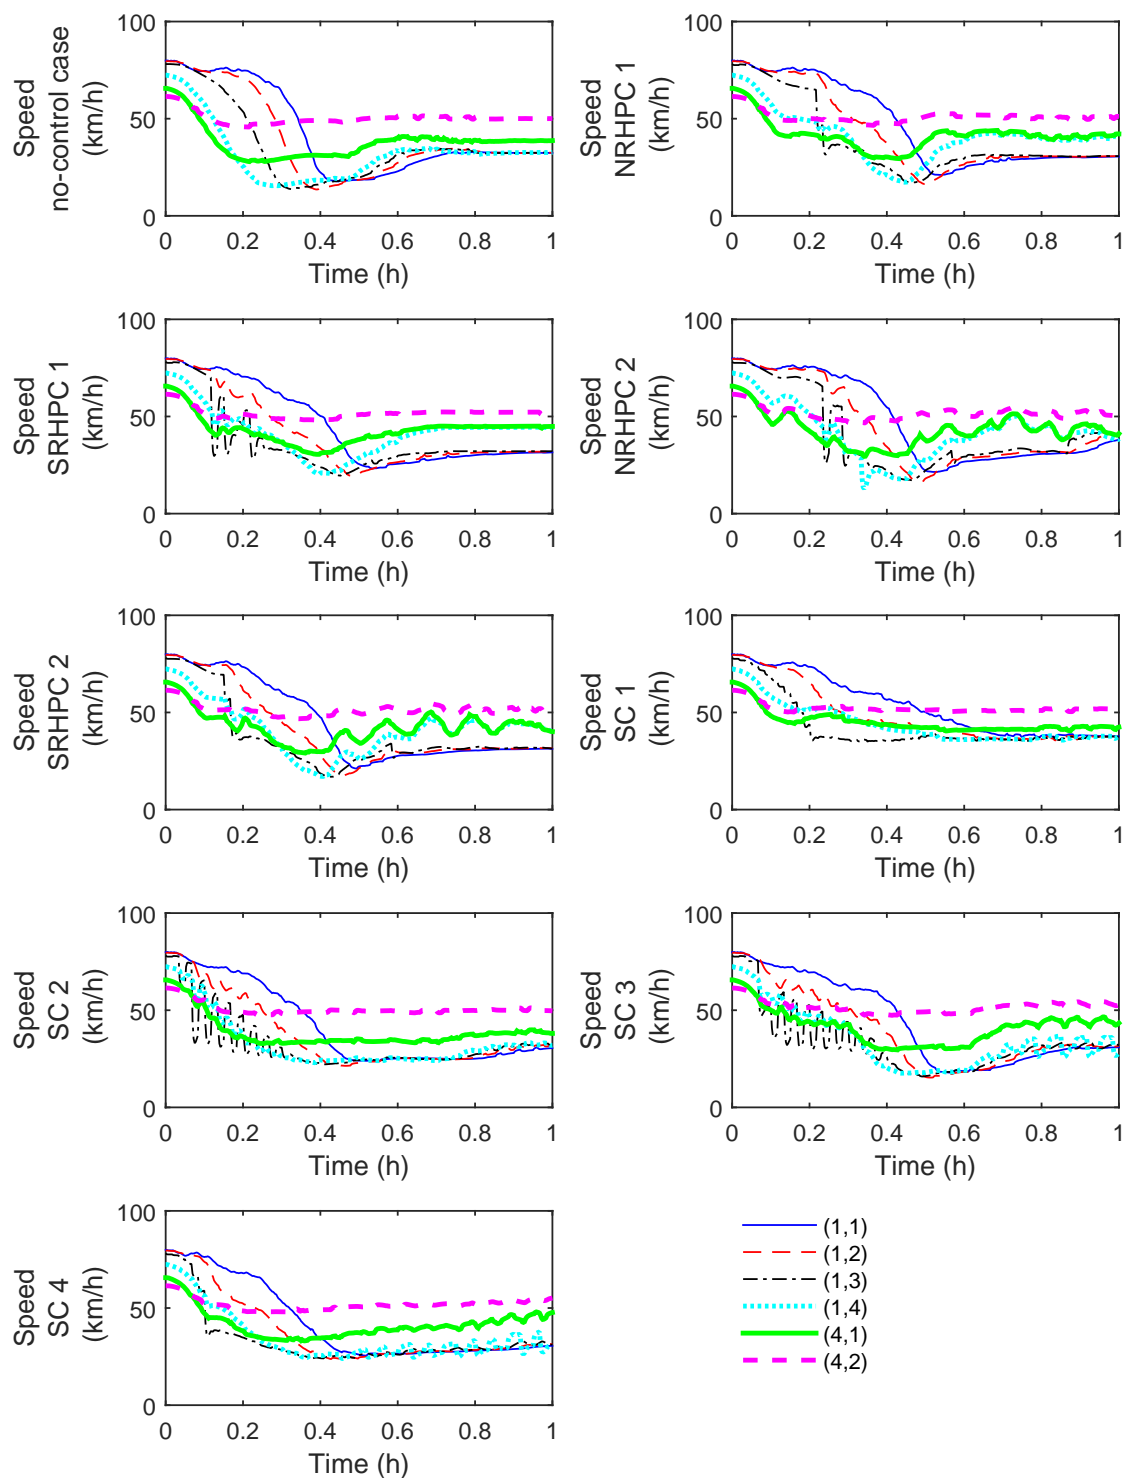 100
50
0
0 0.2 0.4 0.6 0.8 1
Time (h)
Speed
no-control case
(km/h)
100
50
0
0 0.2 0.4 0.6 0.8 1
Time (h)
Speed
NRHPC 1
(km/h)
100
50
0
0 0.2 0.4 0.6 0.8 1
Time (h)
Speed
SRHPC 1
(km/h)
100
50
0
0 0.2 0.4 0.6 0.8 1
Time (h)
Speed
NRHPC 2
(km/h)
100
50
0
0 0.2 0.4 0.6 0.8 1
Time (h)
Speed
SRHPC 2
(km/h)
100
50
0
0 0.2 0.4 0.6 0.8 1
Time (h)
Speed
SC 1
(km/h)
100
50
0
0 0.2 0.4 0.6 0.8 1
Time (h)
Speed
SC 2
(km/h)
100
50
0
0 0.2 0.4 0.6 0.8 1
Time (h)
Speed
SC 3
(km/h)
100
50
0
0 0.2 0.4 0.6 0.8 1
Time (h)
Speed
SC 4
(km/h)
(1,1)
(1,2)
(1,3)
(1,4)
(4,1)
(4,2)